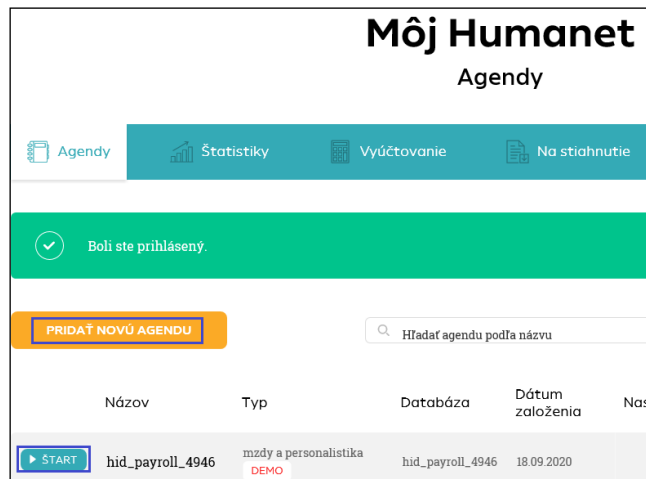 Môj Humanet
Agendy
Agendy Štatistiky Vyúčtovanie Na stiahnutie
Boli ste prihlásený.
PRIDAŤ NOVÚ AGENDU
Hľadať agendu podľa názvu
Názov Typ Databáza Dátum založenia Nas
ŠTART hid_payroll_4946 mzdy a personalistika hid_payroll_4946 18.09.2020
DEMO